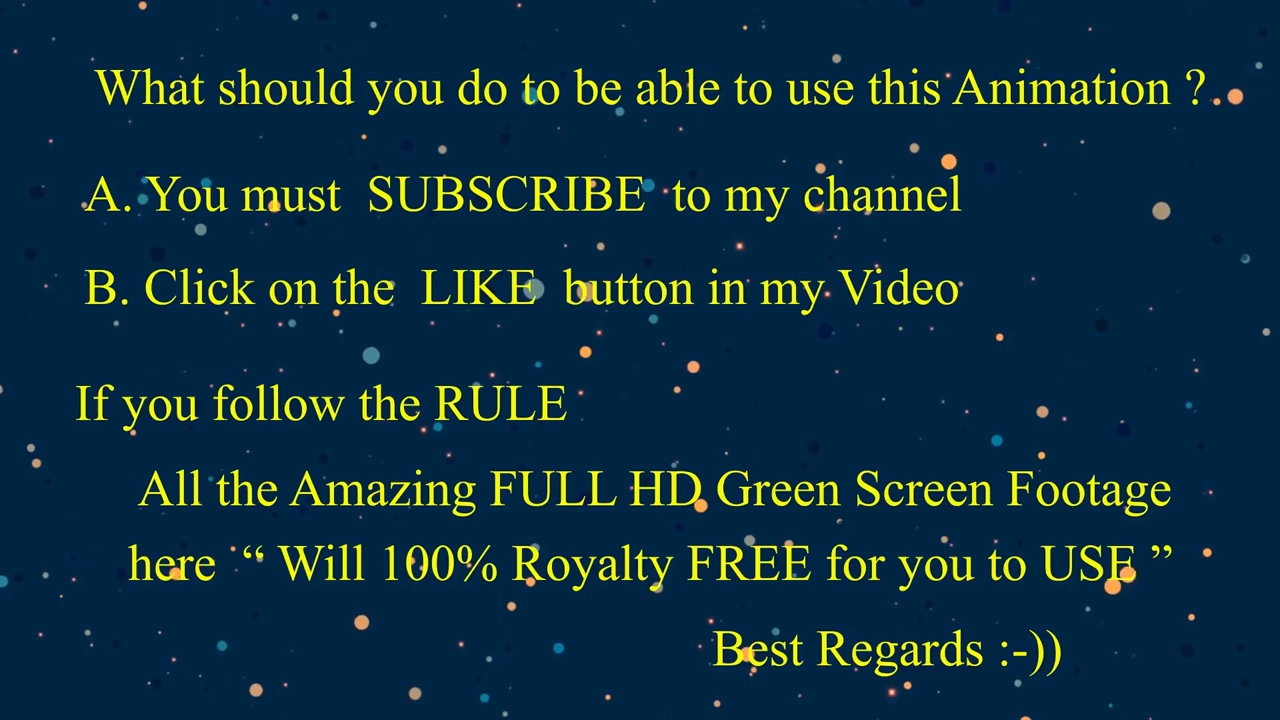 What should you do to be able to use this Animation ?
A. You must SUBSCRIBE to my channel
B. Click on the LIKE button in my Video
If you follow the RULE
All the Amazing FULL HD Green Screen Footage
here “ Will 100% Royalty FREE for you to USE ”
Best Regards :-))